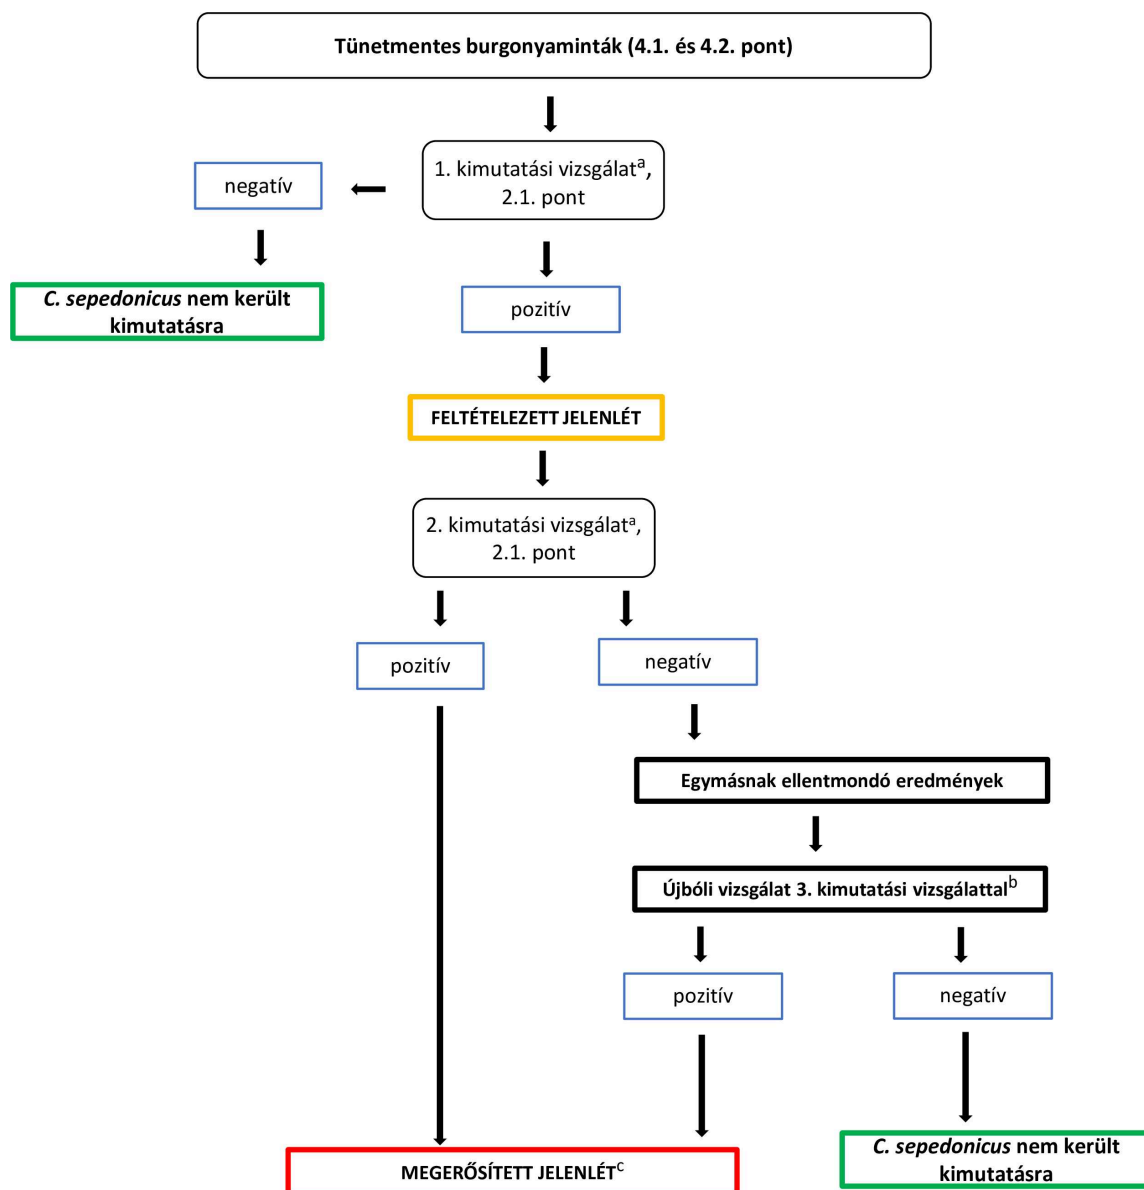 Tünetmentes burgonyaminták (4.1. és 4.2. pont)
1. kimutatási vizsgálatᵃ,
2.1. pont
negatív
C. sepedonicus nem került
kimutatásra
pozitív
FELTÉTELEZETT JELENLÉT
2. kimutatási vizsgálatᵃ,
2.1. pont
pozitív
negatív
Egymásnak ellentmondó eredmények
Újbóli vizsgálat 3. kimutatási vizsgálattalᵇ
pozitív
negatív
MEGERŐSÍTETT JELENLÉTᶜ
C. sepedonicus nem került
kimutatásra